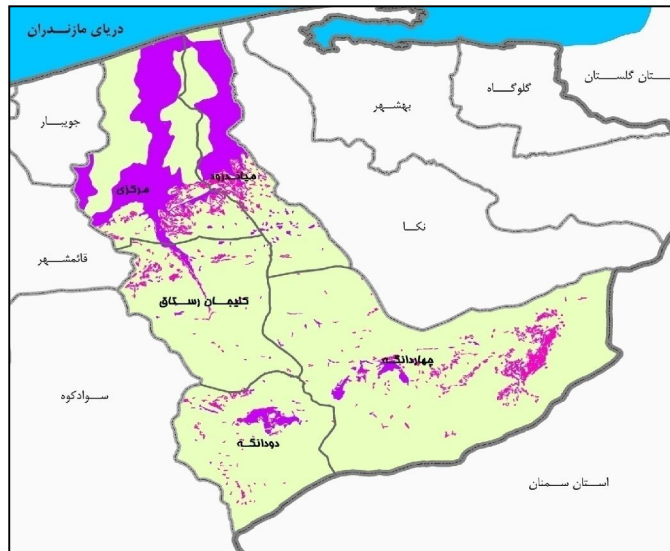 دریای مازندران
استان گلستان
گلوگاه
بهشهر
جویبار
میاندرود
مرکزی
نکا
قائمشهر
کلیجان رستاق
چهاردانگه
سوادکوه
دودانگه
استان سمنان